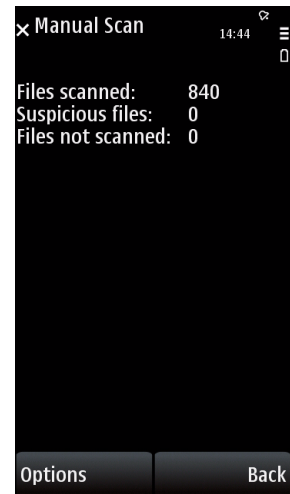 Manual Scan
14:44
Files scanned: 840
Suspicious files: 0
Files not scanned: 0
Options Back